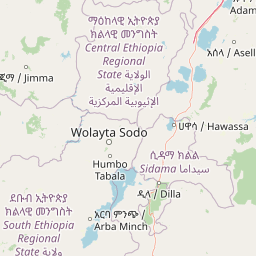 ማዕከላዊ ኢትዮጵያ
ክልላዊ መንግስት
Central Ethiopia
Regional
State الولاية
الإقليمية
الإثيوبية المركزية
Adam
አሰላ / Asell
ጅማ / Jimma
ሀዋሳ / Hawassa
Wolayta Sodo
Humbo
Tabala
ሲዳማ ክልል
Sidama سيداما
ዲላ / Dilla
ደቡብ ኢትዮጵያ
ክልላዊ መንግስት
South Ethiopia
Regional
State الولاية
አርባ ምንጭ /
Arba Minch